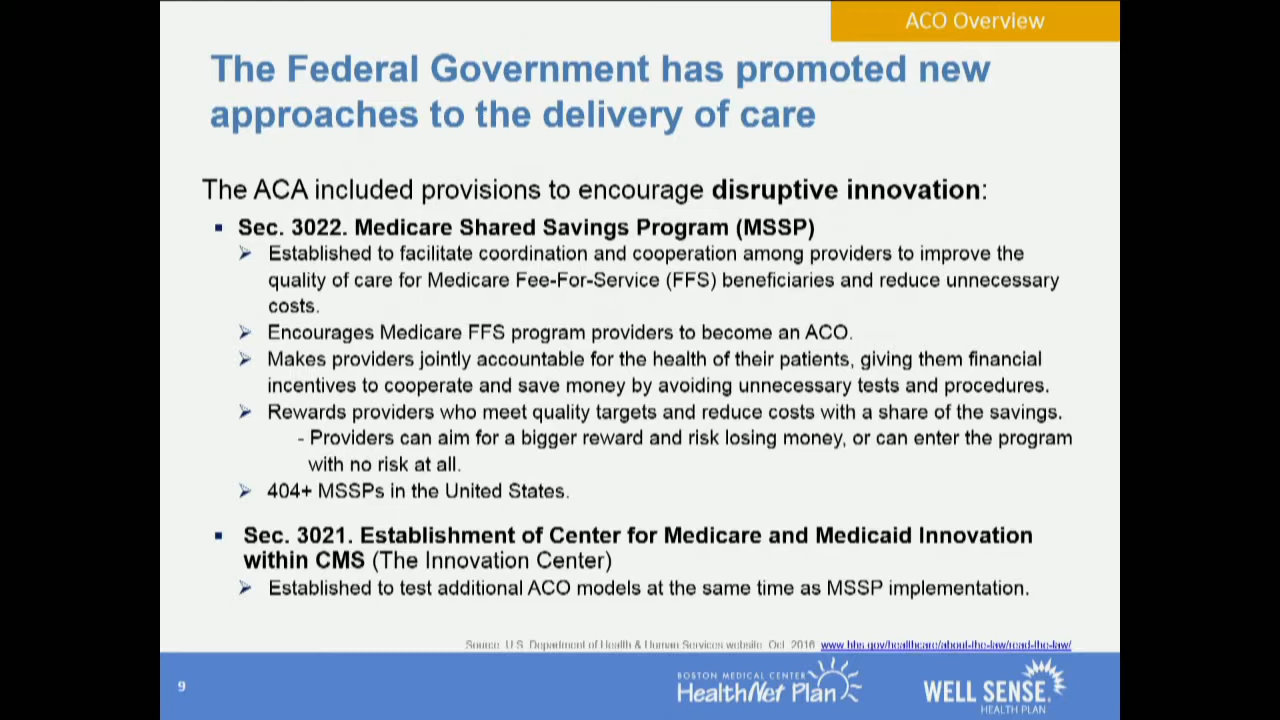 ACO Overview
The Federal Government has promoted new
approaches to the delivery of care
The ACA included provisions to encourage disruptive innovation:
▪ Sec. 3022. Medicare Shared Savings Program (MSSP)
➢ Established to facilitate coordination and cooperation among providers to improve the
quality of care for Medicare Fee-For-Service (FFS) beneficiaries and reduce unnecessary
costs.
➢ Encourages Medicare FFS program providers to become an ACO.
➢ Makes providers jointly accountable for the health of their patients, giving them financial
incentives to cooperate and save money by avoiding unnecessary tests and procedures.
➢ Rewards providers who meet quality targets and reduce costs with a share of the savings.
- Providers can aim for a bigger reward and risk losing money, or can enter the program
with no risk at all.
➢ 404+ MSSPs in the United States.
▪ Sec. 3021. Establishment of Center for Medicare and Medicaid Innovation
within CMS (The Innovation Center)
➢ Established to test additional ACO models at the same time as MSSP implementation.
Source: U.S. Department of Health & Human Services website. Oct. 2016 www.hhs.gov/healthcare/about-the-law/read-the-law/
9
BOSTON MEDICAL CENTER
HealthNet Plan
WELL SENSE
HEALTH PLAN